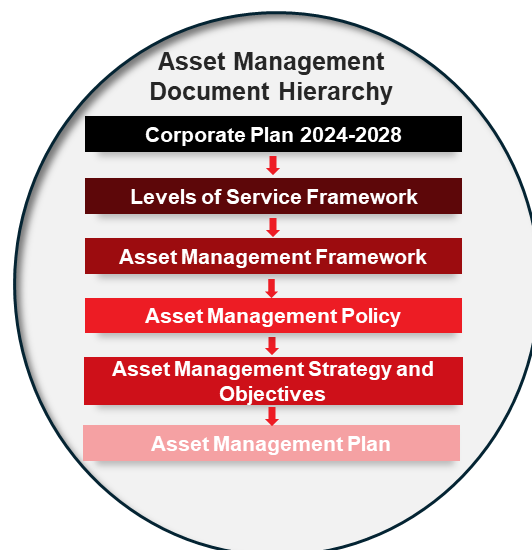 Asset Management
Document Hierarchy
Corporate Plan 2024-2028
Levels of Service Framework
Asset Management Framework
Asset Management Policy
Asset Management Strategy and
Objectives
Asset Management Plan